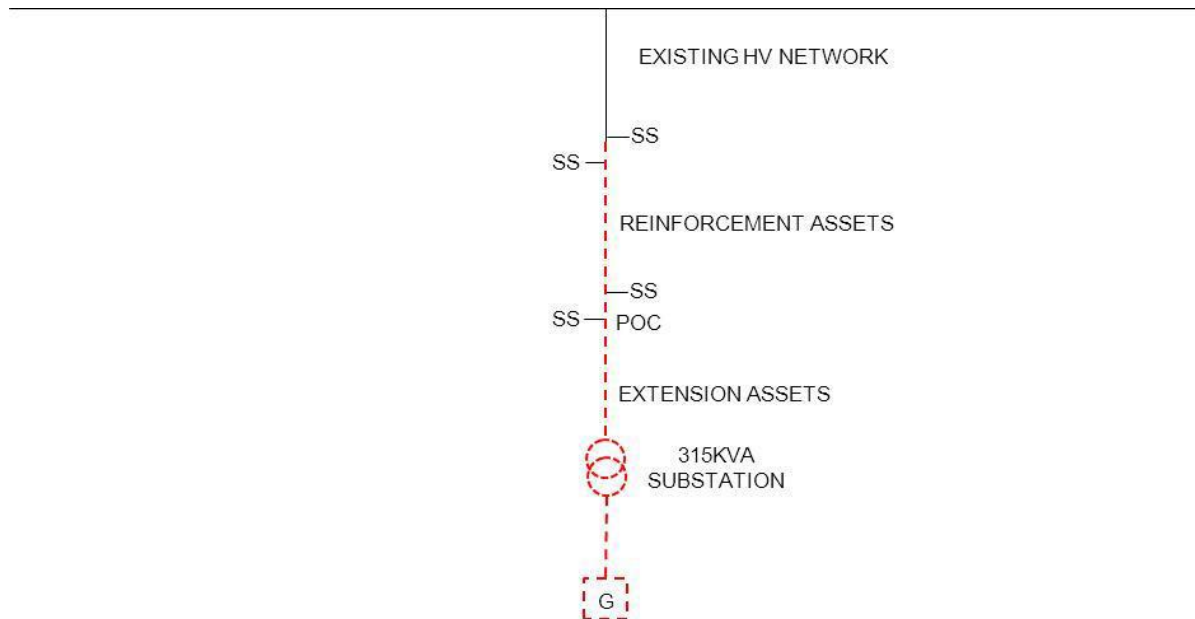 EXISTING HV NETWORK
SS
SS
REINFORCEMENT ASSETS
SS
SS
POC
EXTENSION ASSETS
315KVA
SUBSTATION
G